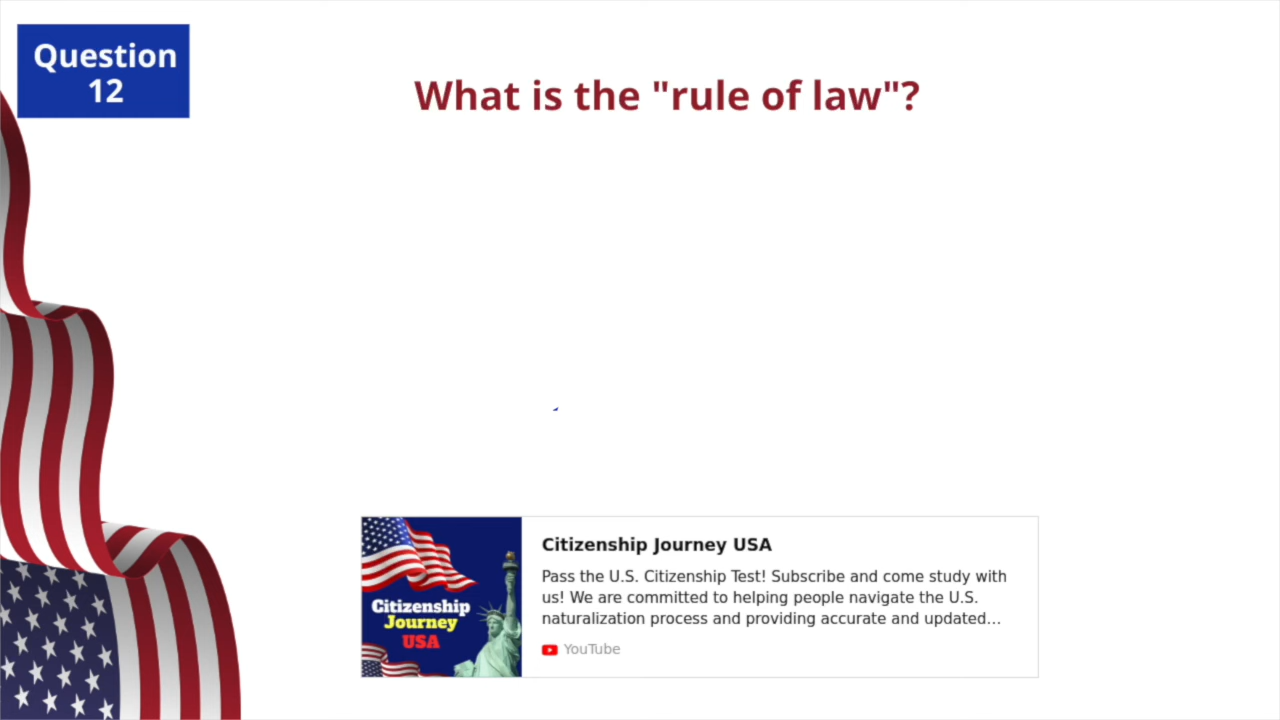 Question
12
What is the "rule of law"?
Citizenship
Journey
USA
Citizenship Journey USA
Pass the U.S. Citizenship Test! Subscribe and come study with
us! We are committed to helping people navigate the U.S.
naturalization process and providing accurate and updated...
YouTube